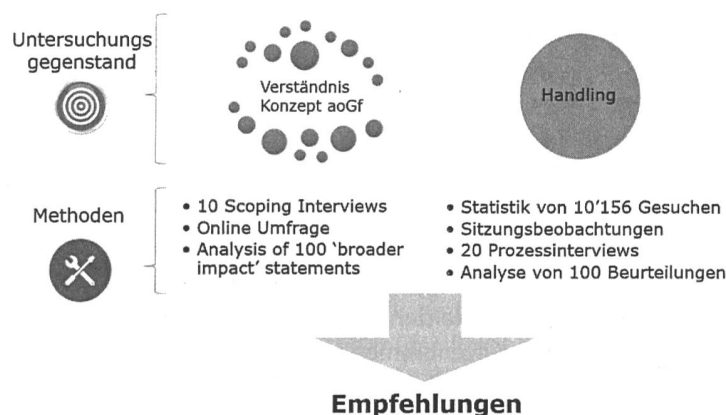 Untersuchungs
gegenstand
Verständnis
Konzept aoGf
Handling
Methoden
• 10 Scoping Interviews
• Online Umfrage
• Analysis of 100 ‘broader
impact’ statements
• Statistik von 10’156 Gesuchen
• Sitzungsbeobachtungen
• 20 Prozessinterviews
• Analyse von 100 Beurteilungen
Empfehlungen